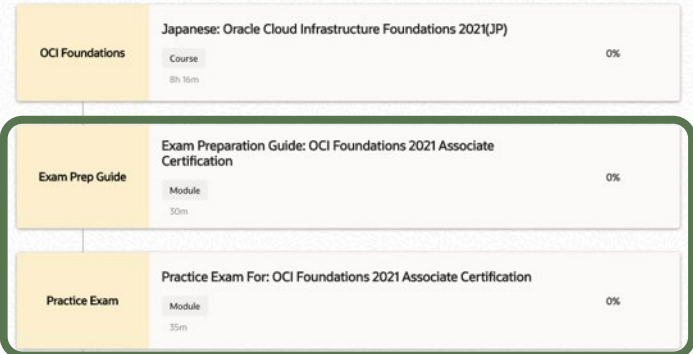 OCI Foundations
Japanese: Oracle Cloud Infrastructure Foundations 2021(JP)
Course
8h 16m
0%
Exam Prep Guide
Exam Preparation Guide: OCI Foundations 2021 Associate
Certification
Module
30m
0%
Practice Exam
Practice Exam For: OCI Foundations 2021 Associate Certification
Module
35m
0%